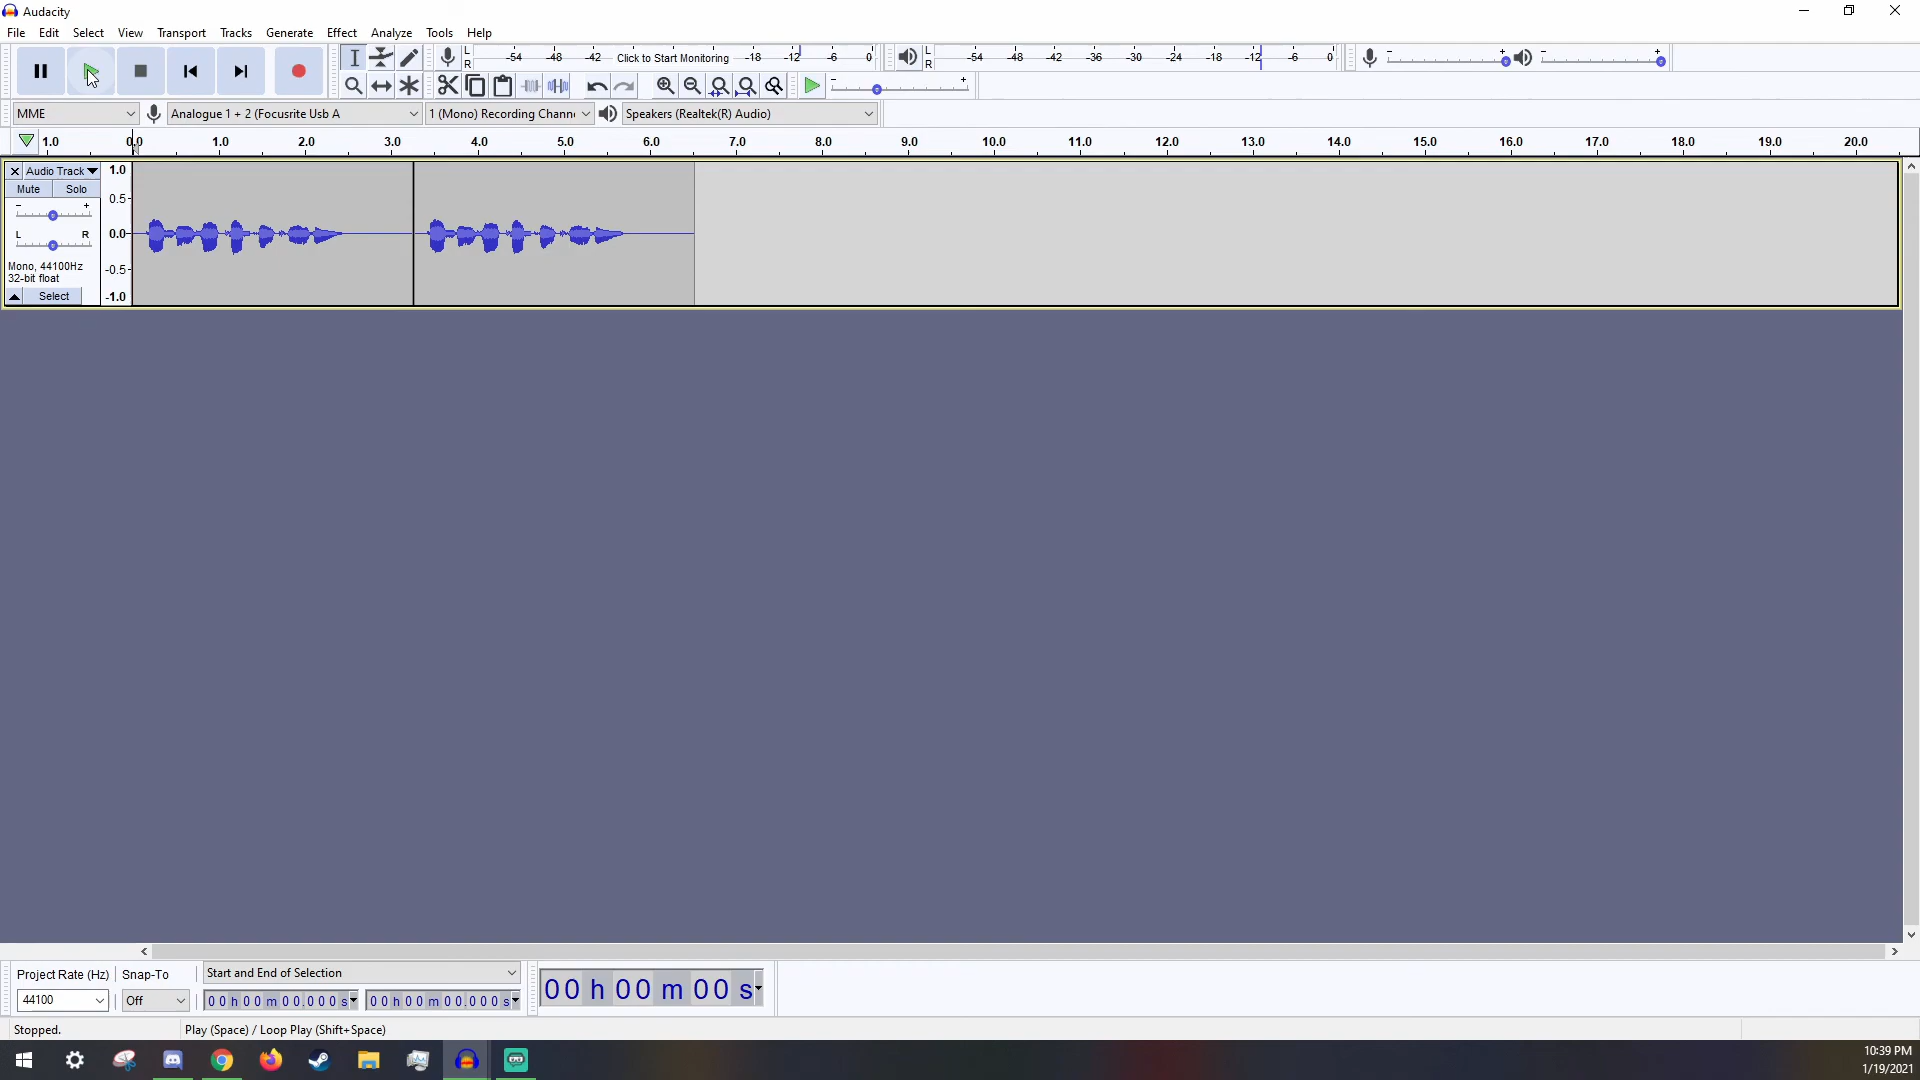 Audacity
File Edit Select View Transport Tracks Generate Effect Analyze Tools Help
L R -54 -48 -42 Click to Start Monitoring -18 -12 -6 0 L R -54 -48 -42 -36 -30 -24 -18 -12 -6 0 - + - +
- +
MME Analogue 1 + 2 (Focusrite Usb A 1 (Mono) Recording Chann Speakers (Realtek(R) Audio)
1.0 0.0 1.0 2.0 3.0 4.0 5.0 6.0 7.0 8.0 9.0 10.0 11.0 12.0 13.0 14.0 15.0 16.0 17.0 18.0 19.0 20.0
Audio Track 1.0
Mute Solo
- + 0.5
L R 0.0
Mono, 44100Hz -0.5
32-bit float
Select -1.0
Project Rate (Hz) Snap-To Start and End of Selection
44100 Off 00 h 00 m 00.000 s 00 h 00 m 00.000 s 00 h 00 m 00 s
Stopped. Play (Space) / Loop Play (Shift+Space)
10:39 PM
1/19/2021